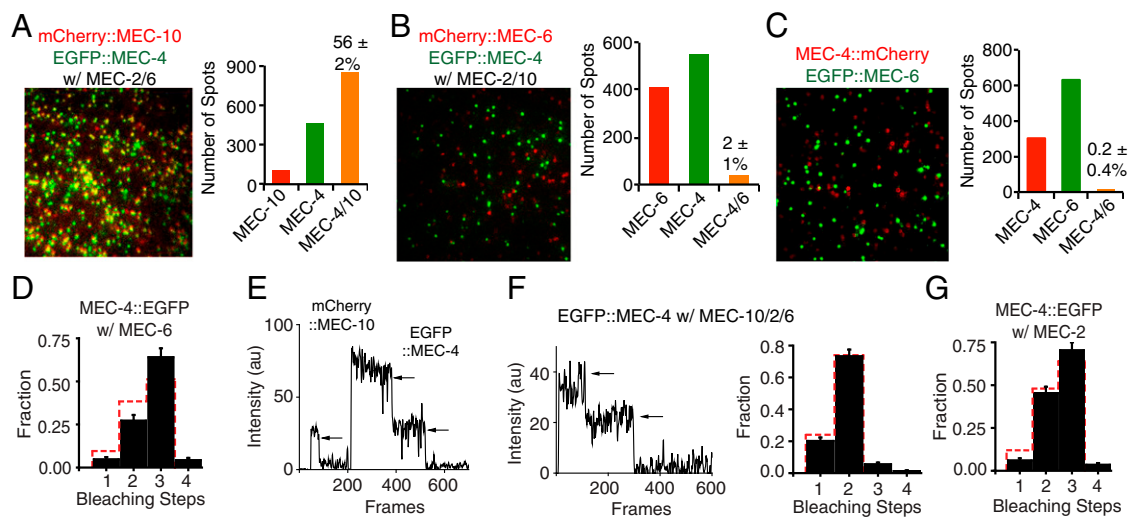 A
mCherry::MEC-10
EGFP::MEC-4
w/ MEC-2/6
Number of Spots
900
600
300
0
56 ±
2%
MEC-10
MEC-4
MEC-4/10
B
mCherry::MEC-6
EGFP::MEC-4
w/ MEC-2/10
Number of Spots
600
400
200
0
2 ±
1%
MEC-6
MEC-4
MEC-4/6
C
MEC-4::mCherry
EGFP::MEC-6
Number of Spots
800
600
400
200
0
0.2 ±
0.4%
MEC-4
MEC-6
MEC-4/6
D
MEC-4::EGFP
w/ MEC-6
Fraction
0.75
0.50
0.25
0.00
1 2 3 4
Bleaching Steps
E
mCherry
::MEC-10
EGFP
::MEC-4
Intensity (au)
100
50
0
200 400 600
Frames
F
EGFP::MEC-4 w/ MEC-10/2/6
Intensity (au)
40
20
0
200 400 600
Frames
Fraction
0.8
0.6
0.4
0.2
0.0
1 2 3 4
Bleaching Steps
G
MEC-4::EGFP
w/ MEC-2
Fraction
0.75
0.50
0.25
0.00
1 2 3 4
Bleaching Steps